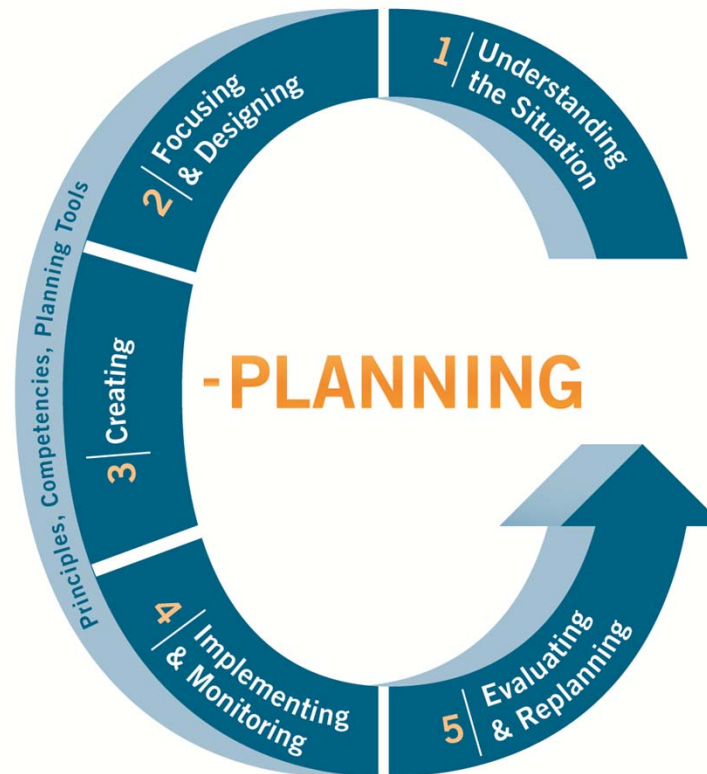 1 Understanding
the Situation
2 Focusing
& Designing
3 Creating
4 Implementing
& Monitoring
5 Evaluating
& Replanning
-PLANNING
Principles, Competencies, Planning Tools